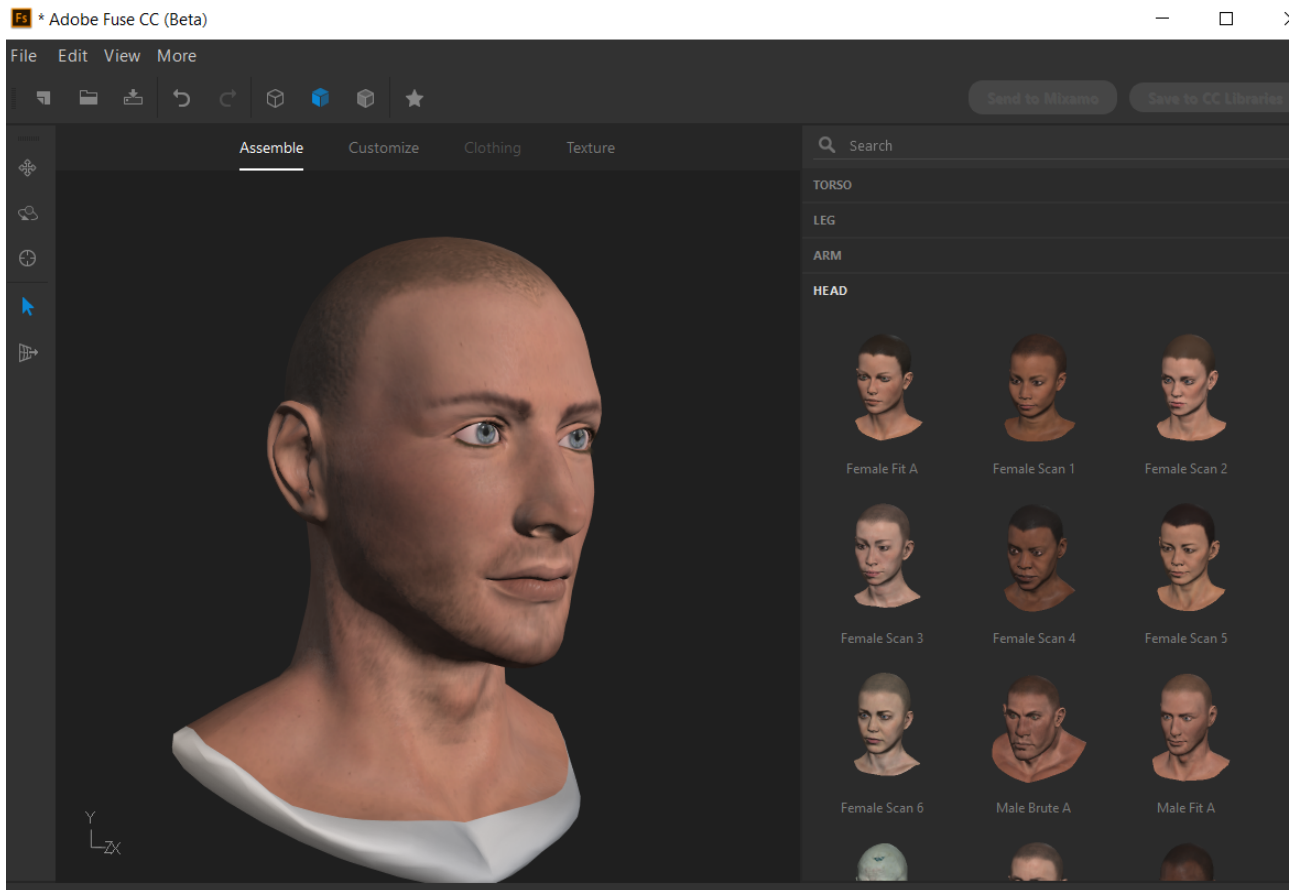 Fs * Adobe Fuse CC (Beta)
File Edit View More
Send to Mixamo Save to CC Libraries
Assemble Customize Clothing Texture
Search
TORSO
LEG
ARM
HEAD
Female Fit A Female Scan 1 Female Scan 2
Female Scan 3 Female Scan 4 Female Scan 5
Female Scan 6 Male Brute A Male Fit A
Y
ZX